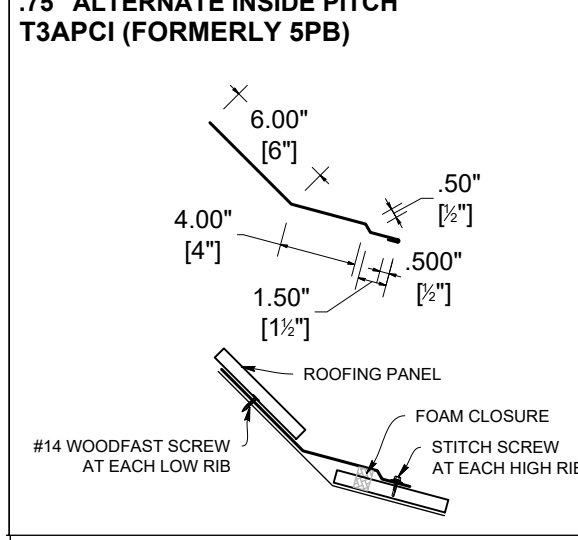 .75" ALTERNATE INSIDE PITCH
T3APCI (FORMERLY 5PB)
6.00"
[6"]
.50"
[½"]
4.00"
[4"]
.500"
[½"]
1.50"
[1½"]
ROOFING PANEL
FOAM CLOSURE
#14 WOODFAST SCREW
AT EACH LOW RIB
STITCH SCREW
AT EACH HIGH RIB